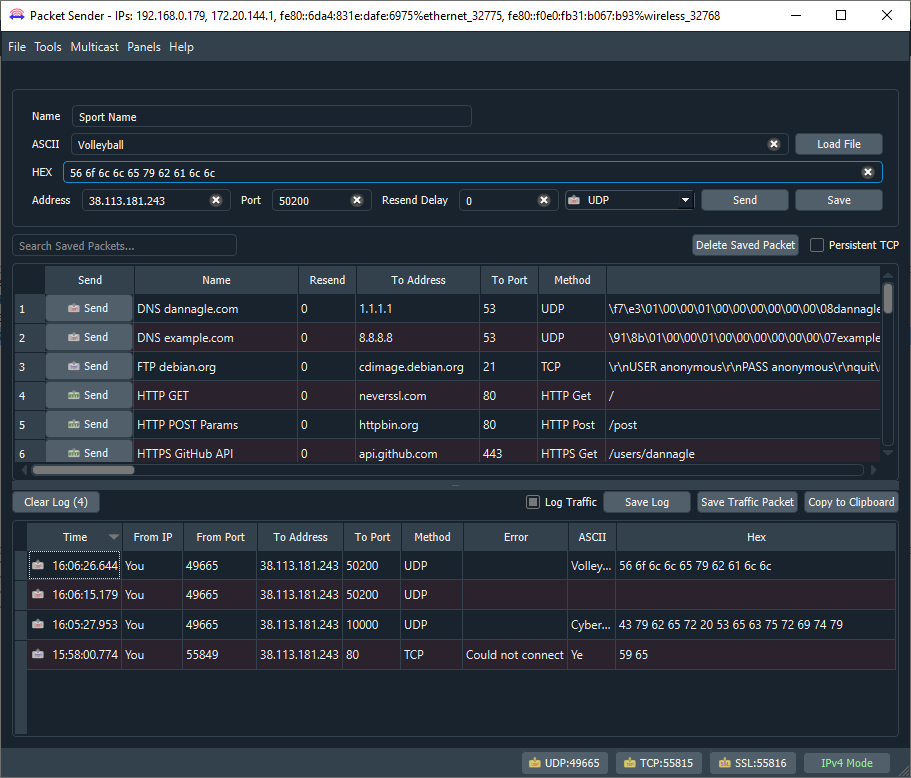 Packet Sender - IPs: 192.168.0.179, 172.20.144.1, fe80::6da4:831e:dafe:6975%ethernet_32775, fe80::f0e0:fb31:b067:b93%wireless_32768
File Tools Multicast Panels Help
Name Sport Name
ASCII Volleyball Load File
HEX 56 6f 6c 6c 65 79 62 61 6c 6c
Address 38.113.181.243 Port 50200 Resend Delay 0 UDP Send Save
Search Saved Packets... Delete Saved Packet Persistent TCP
Send Name Resend To Address To Port Method
1 Send DNS dannagle.com 0 1.1.1.1 53 UDP \f7\e3\01\00\00\01\00\00\00\00\00\00\08dannagle
2 Send DNS example.com 0 8.8.8.8 53 UDP \91\8b\01\00\00\01\00\00\00\00\00\00\07example
3 Send FTP debian.org 0 cdimage.debian.org 21 TCP \r\nUSER anonymous\r\nPASS anonymous\r\nquit\r
4 Send HTTP GET 0 neverssl.com 80 HTTP Get /
5 Send HTTP POST Params 0 httpbin.org 80 HTTP Post /post
6 Send HTTPS GitHub API 0 api.github.com 443 HTTPS Get /users/dannagle
Clear Log (4) Log Traffic Save Log Save Traffic Packet Copy to Clipboard
Time From IP From Port To Address To Port Method Error ASCII Hex
16:06:26.644 You 49665 38.113.181.243 50200 UDP Volley... 56 6f 6c 6c 65 79 62 61 6c 6c
16:06:15.179 You 49665 38.113.181.243 50200 UDP
16:05:27.953 You 49665 38.113.181.243 10000 UDP Cyber... 43 79 62 65 72 20 53 65 63 75 72 69 74 79
15:58:00.774 You 55849 38.113.181.243 80 TCP Could not connect Ye 59 65
UDP:49665 TCP:55815 SSL:55816 IPv4 Mode